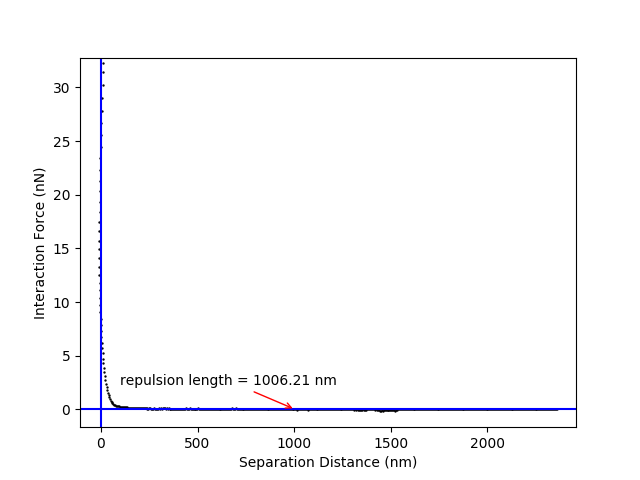 30
25
20
15
10
5
0
Interaction Force (nN)
repulsion length = 1006.21 nm
0 500 1000 1500 2000
Separation Distance (nm)